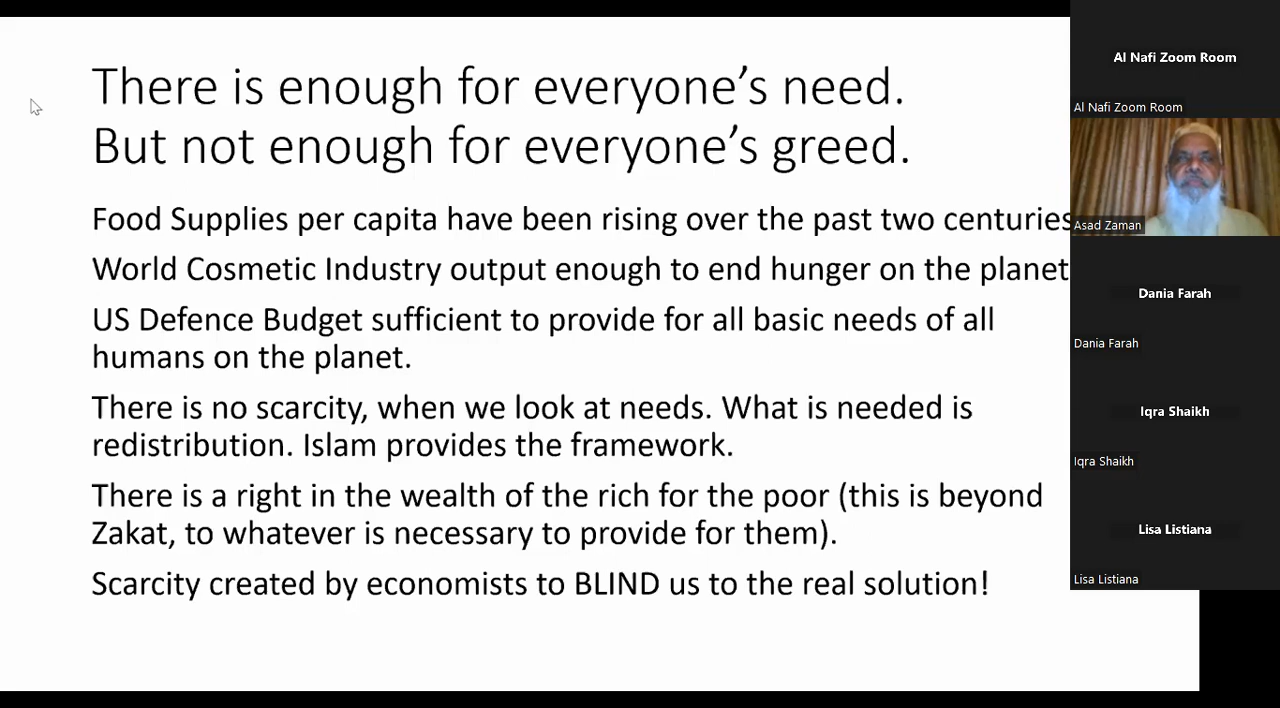 There is enough for everyone's need.
But not enough for everyone's greed.
Food Supplies per capita have been rising over the past two centuries
World Cosmetic Industry output enough to end hunger on the planet
US Defence Budget sufficient to provide for all basic needs of all
humans on the planet.
There is no scarcity, when we look at needs. What is needed is
redistribution. Islam provides the framework.
There is a right in the wealth of the rich for the poor (this is beyond
Zakat, to whatever is necessary to provide for them).
Scarcity created by economists to BLIND us to the real solution!
Al Nafi Zoom Room
Al Nafi Zoom Room
Asad Zaman
Dania Farah
Dania Farah
Iqra Shaikh
Iqra Shaikh
Lisa Listiana
Lisa Listiana